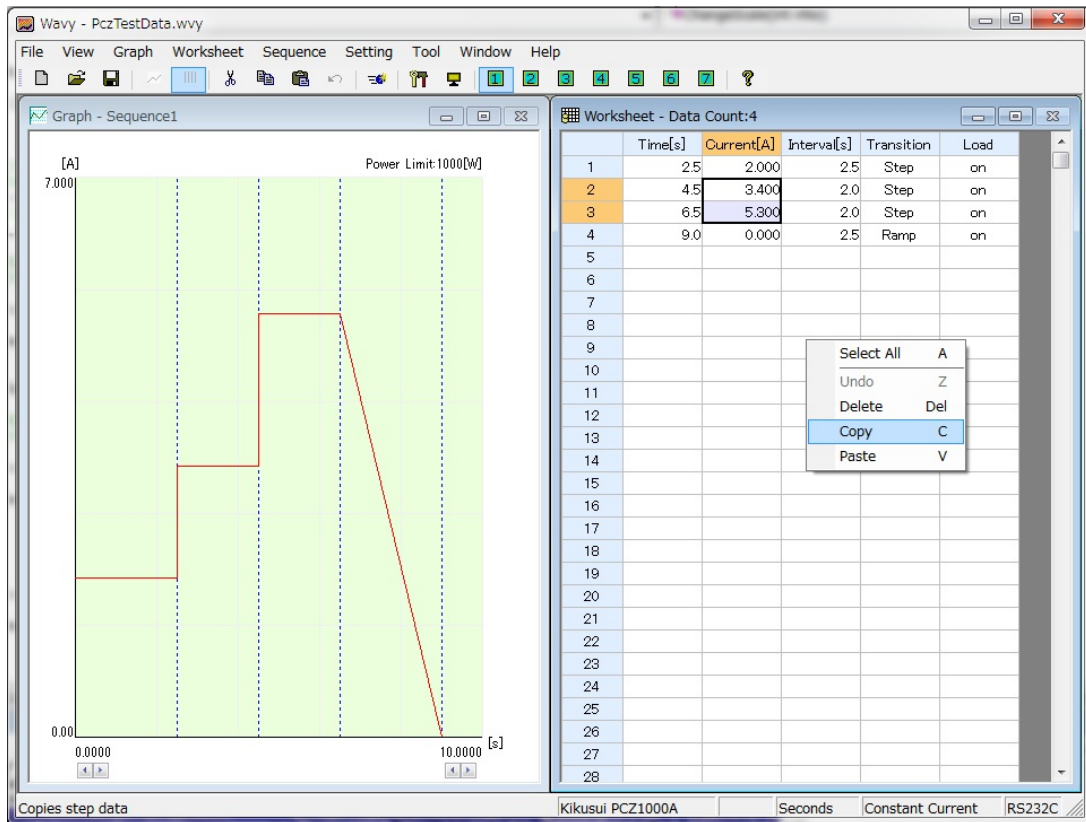 Wavy - PczTestData.wvy
File View Graph Worksheet Sequence Setting Tool Window Help
1 2 3 4 5 6 7
Graph - Sequence1
[A] Power Limit:1000[W]
7.000
0.00
0.0000 10.0000 [s]
Worksheet - Data Count:4
Time[s] Current[A] Interval[s] Transition Load
1 2.5 2.000 2.5 Step on
2 4.5 3.400 2.0 Step on
3 6.5 5.300 2.0 Step on
4 9.0 0.000 2.5 Ramp on
5
6
7
8
9
10
11
12
13
14
15
16
17
18
19
20
21
22
23
24
25
26
27
28
Select All A
Undo Z
Delete Del
Copy C
Paste V
Copies step data
Kikusui PCZ1000A Seconds Constant Current RS232C